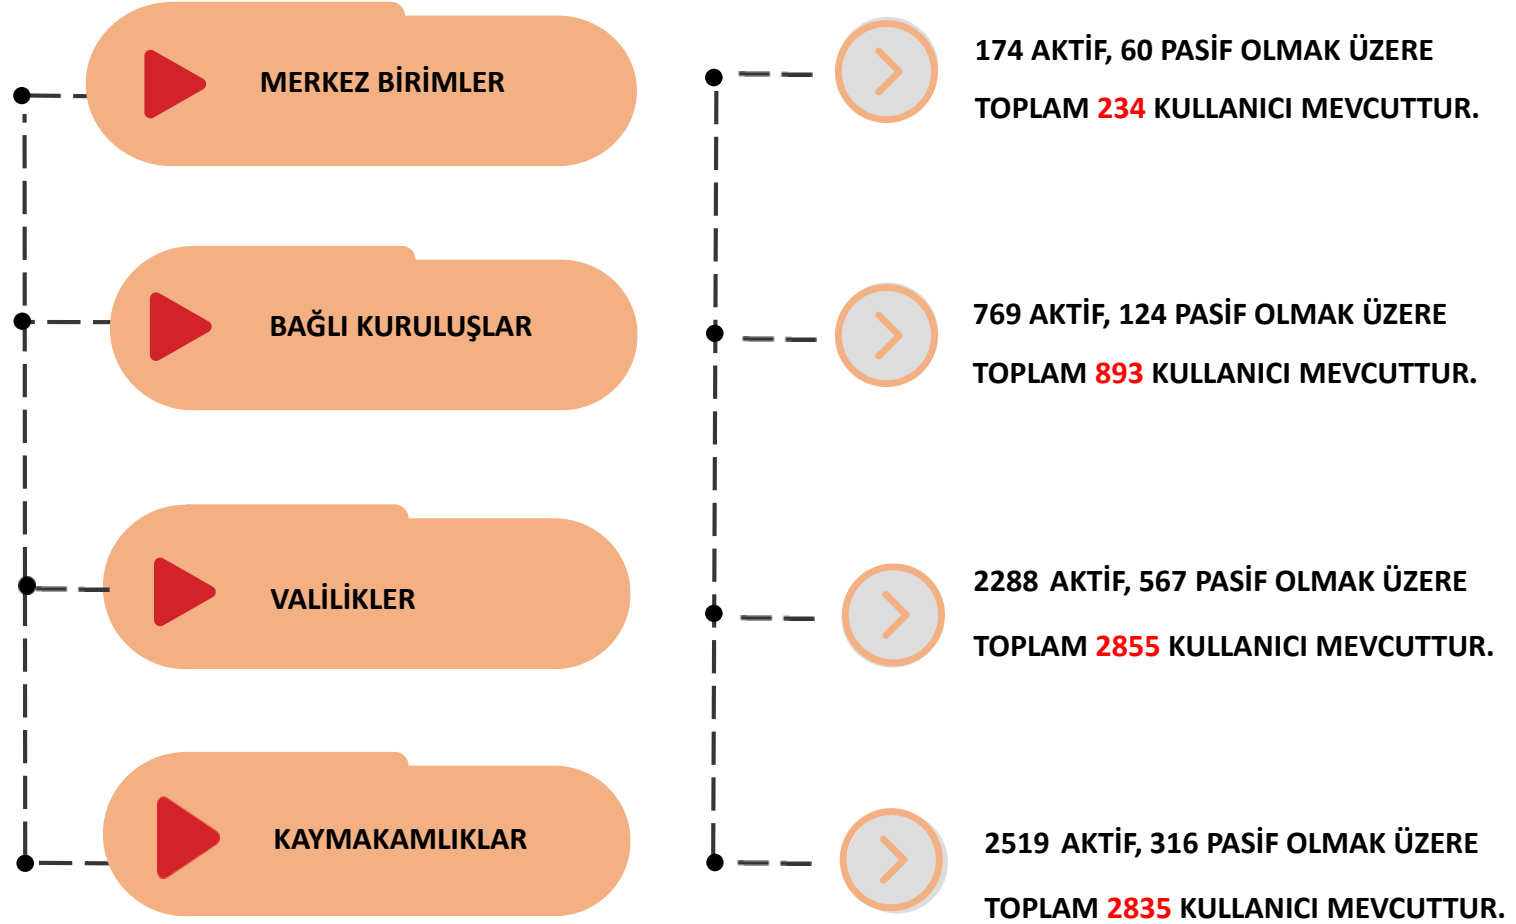 MERKEZ BİRİMLER
174 AKTİF, 60 PASİF OLMAK ÜZERE
TOPLAM 234 KULLANICI MEVCUTTUR.
BAĞLI KURULUŞLAR
769 AKTİF, 124 PASİF OLMAK ÜZERE
TOPLAM 893 KULLANICI MEVCUTTUR.
VALİLİKLER
2288 AKTİF, 567 PASİF OLMAK ÜZERE
TOPLAM 2855 KULLANICI MEVCUTTUR.
KAYMAKAMLIKLAR
2519 AKTİF, 316 PASİF OLMAK ÜZERE
TOPLAM 2835 KULLANICI MEVCUTTUR.